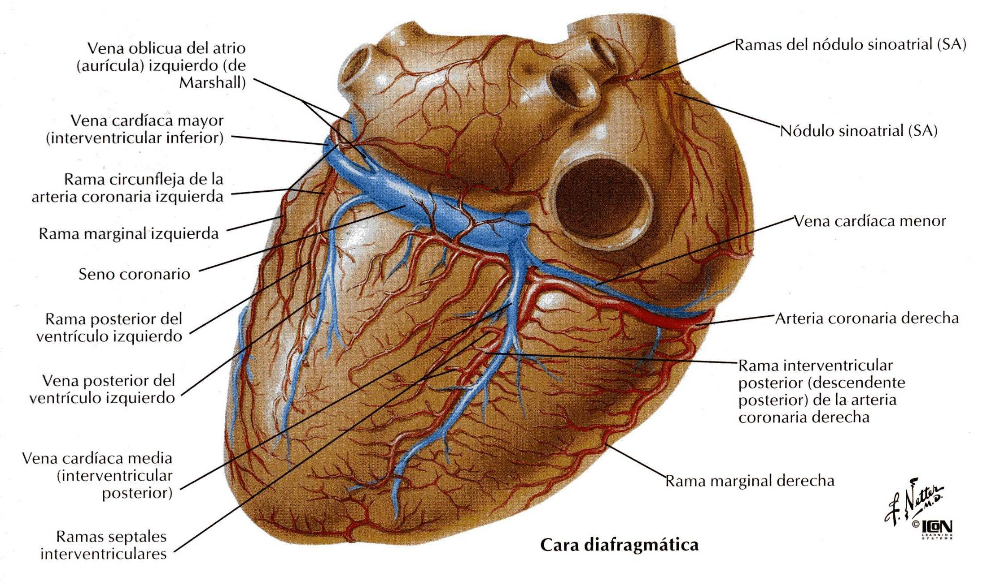 Vena oblicua del atrio
(aurícula) izquierdo (de
Marshall)
Vena cardíaca mayor
(interventricular inferior)
Rama circunfleja de la
arteria coronaria izquierda
Rama marginal izquierda
Seno coronario
Rama posterior del
ventrículo izquierdo
Vena posterior del
ventrículo izquierdo
Vena cardíaca media
(interventricular
posterior)
Ramas septales
interventriculares
Ramas del nódulo sinoatrial (SA)
Nódulo sinoatrial (SA)
Vena cardíaca menor
Arteria coronaria derecha
Rama interventricular
posterior (descendente
posterior) de la arteria
coronaria derecha
Rama marginal derecha
Cara diafragmática
F. Netter
M.D.
© ICON
LEARNING
SYSTEMS